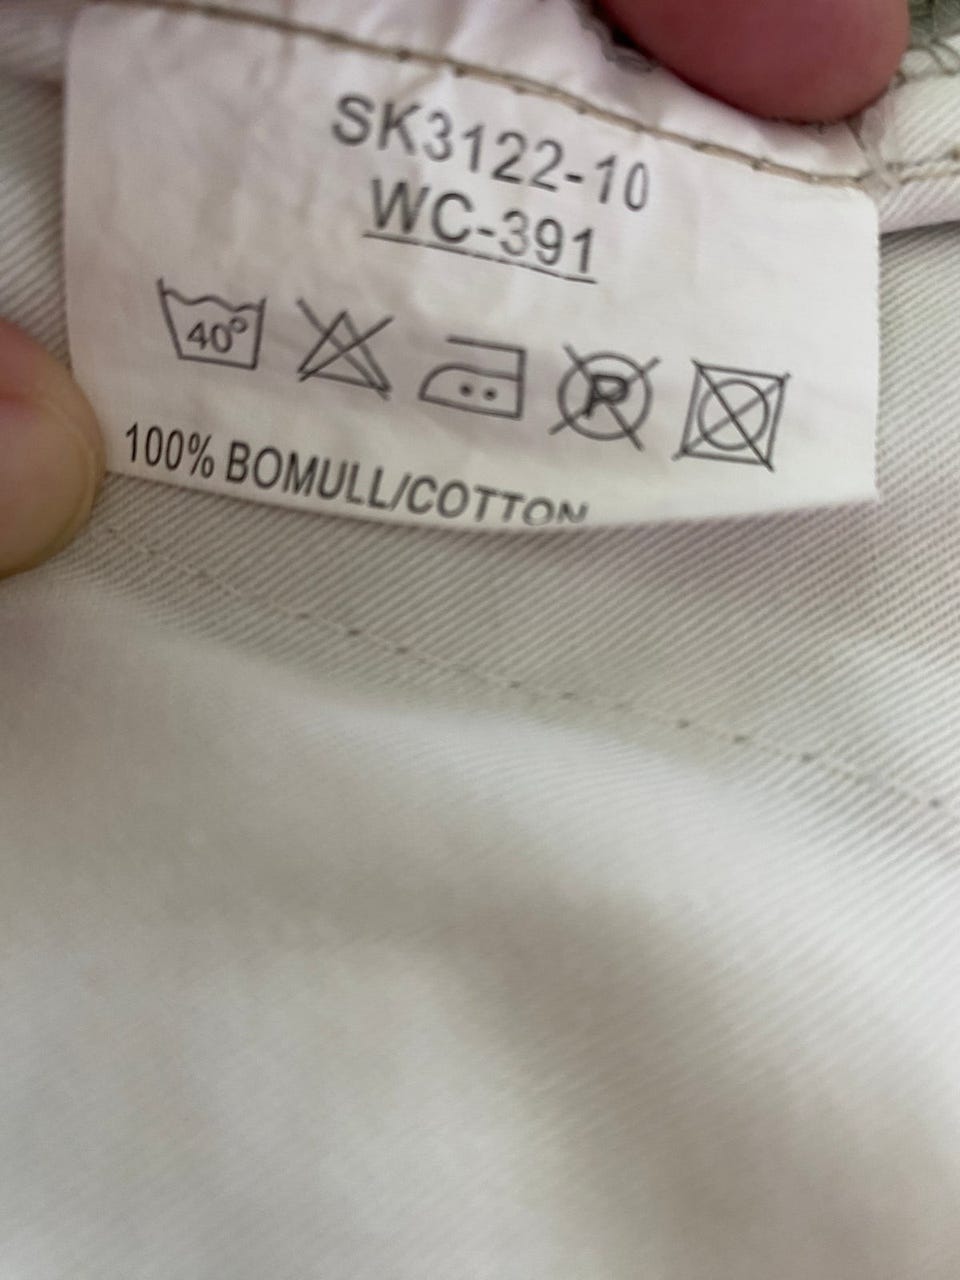 SK3122-10
WC-391
40°
P
100% BOMULL/COTTON